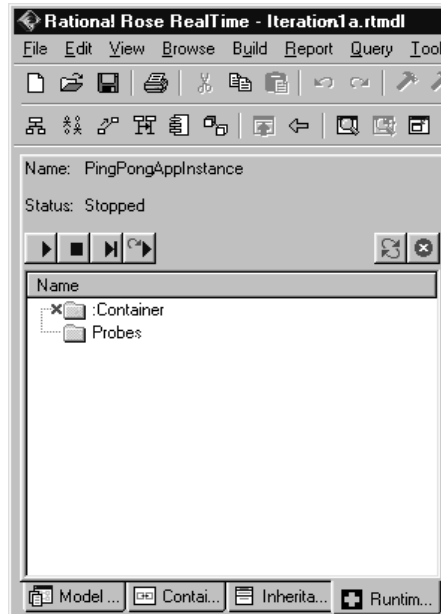 Rational Rose RealTime - Iteration1a.rtmdl
File Edit View Browse Build Report Query Tool
Name: PingPongAppInstance
Status: Stopped
Name
:Container
Probes
Model ... Contai... Inherita... Runtim...